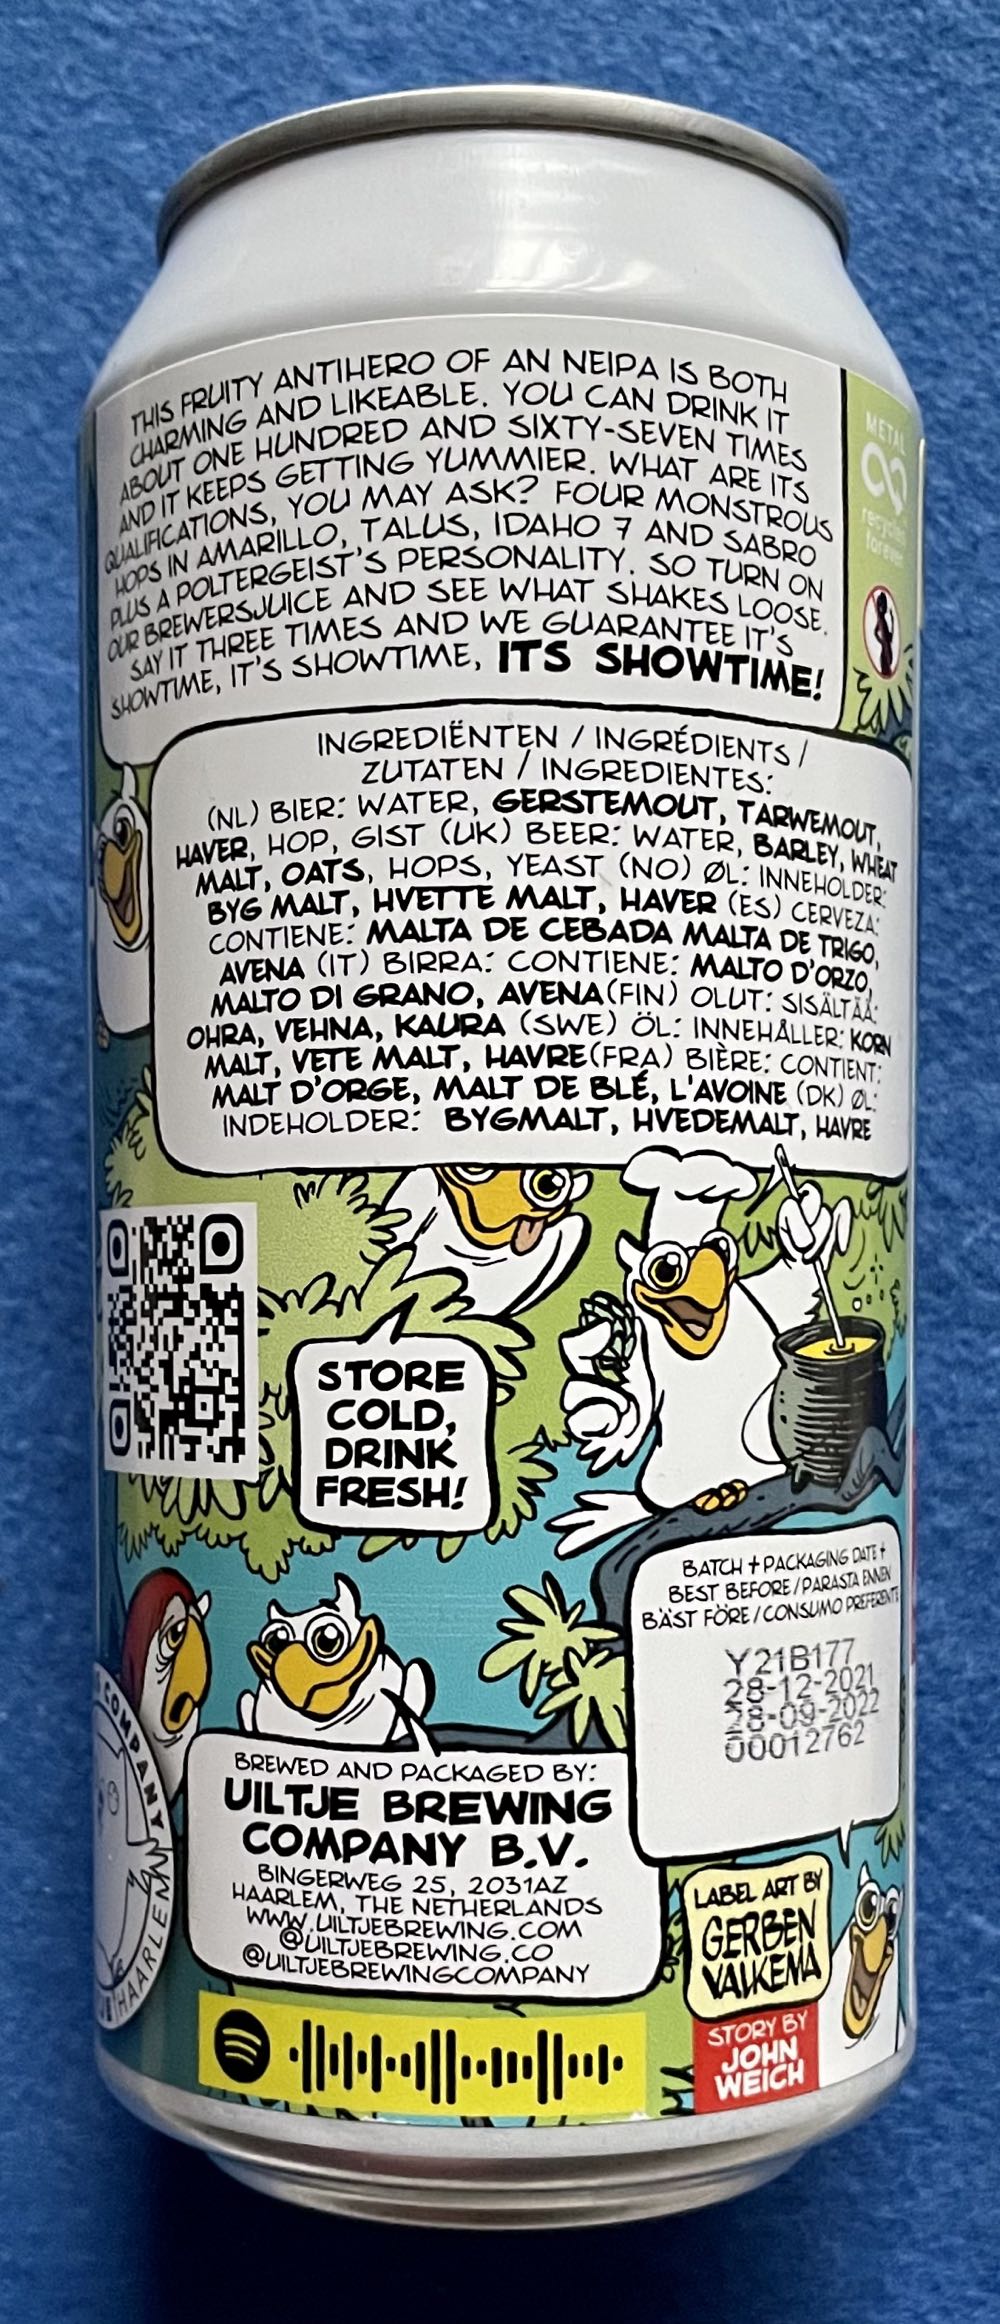 THIS FRUITY ANTIHERO OF AN NEIPA IS BOTH
CHARMING AND LIKEABLE. YOU CAN DRINK IT
ABOUT ONE HUNDRED AND SIXTY-SEVEN TIMES
AND IT KEEPS GETTING YUMMIER. WHAT ARE ITS
QUALIFICATIONS, YOU MAY ASK? FOUR MONSTROUS
HOPS IN AMARILLO, TALUS, IDAHO 7 AND SABRO
PLUS A POLTERGEIST'S PERSONALITY. SO TURN ON
OUR BREWERSJUICE AND SEE WHAT SHAKES LOOSE.
SAY IT THREE TIMES AND WE GUARANTEE IT'S
SHOWTIME, IT'S SHOWTIME, ITS SHOWTIME!
METAL
recycles
forever
INGREDIËNTEN / INGRÉDIENTS /
ZUTATEN / INGREDIENTES:
(NL) BIER: WATER, GERSTEMOUT, TARWEMOUT,
HAVER, HOP, GIST (UK) BEER: WATER, BARLEY, WHEAT
MALT, OATS, HOPS, YEAST (NO) ØL: INNEHOLDER:
BYG MALT, HVETTE MALT, HAVER (ES) CERVEZA:
CONTIENE: MALTA DE CEBADA MALTA DE TRIGO,
AVENA (IT) BIRRA: CONTIENE: MALTO D'ORZO,
MALTO DI GRANO, AVENA(FIN) OLUT: SISÄLTÄÄ:
OHRA, VEHNA, KAURA (SWE) ÖL: INNEHÅLLER: KORN
MALT, VETE MALT, HAVRE(FRA) BIÈRE: CONTIENT:
MALT D'ORGE, MALT DE BLÉ, L'AVOINE (DK) ØL:
INDEHOLDER: BYGMALT, HVEDEMALT, HAVRE
STORE
COLD,
DRINK
FRESH!
BATCH + PACKAGING DATE +
BEST BEFORE / PARASTA ENNEN
BÄST FÖRE / CONSUMO PREFERENTE
Y21B177
28-12-2021
28-09-2022
00012762
COMPANY
HAARLEM
BREWED AND PACKAGED BY:
UILTJE BREWING
COMPANY B.V.
BINGERWEG 25, 2031AZ
HAARLEM, THE NETHERLANDS
WWW.UILTJEBREWING.COM
@UILTJEBREWING.CO
@UILTJEBREWINGCOMPANY
LABEL ART BY
GERBEN
VALKEMA
STORY BY
JOHN
WEICH